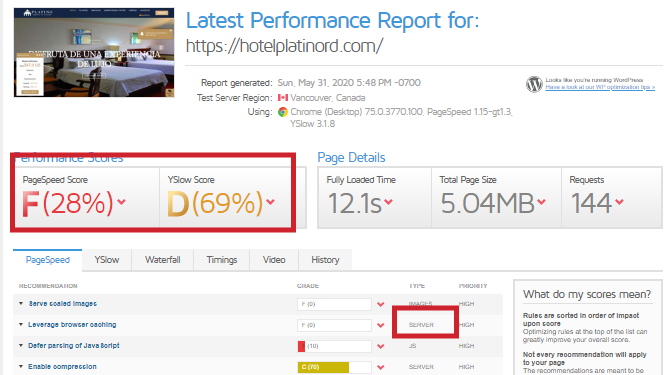 PLATINO
DISFRUTA DE UNA EXPERIENCIA
DE LUJO
Latest Performance Report for:
https://hotelplatinord.com/
Report generated: Sun, May 31, 2020 5:48 PM -0700
Test Server Region: Vancouver, Canada
Using: Chrome (Desktop) 75.0.3770.100, PageSpeed 1.15-gt1.3,
YSlow 3.1.8
Looks like you're running WordPress
Have a look at our WP optimization tips »
Performance Scores
PageSpeed Score
F(28%)
YSlow Score
D(69%)
Page Details
Fully Loaded Time
12.1s
Total Page Size
5.04MB
Requests
144
PageSpeed YSlow Waterfall Timings Video History
RECOMMENDATION GRADE TYPE PRIORITY
Serve scaled images F (0) IMAGES HIGH
Leverage browser caching F (0) SERVER HIGH
Defer parsing of JavaScript (10) JS HIGH
Enable compression C (70) SERVER HIGH
What do my scores mean?
Rules are sorted in order of impact
upon score
Optimizing rules at the top of the list can
greatly improve your overall score.
Not every recommendation will apply
to your page
The recommendations are meant to be